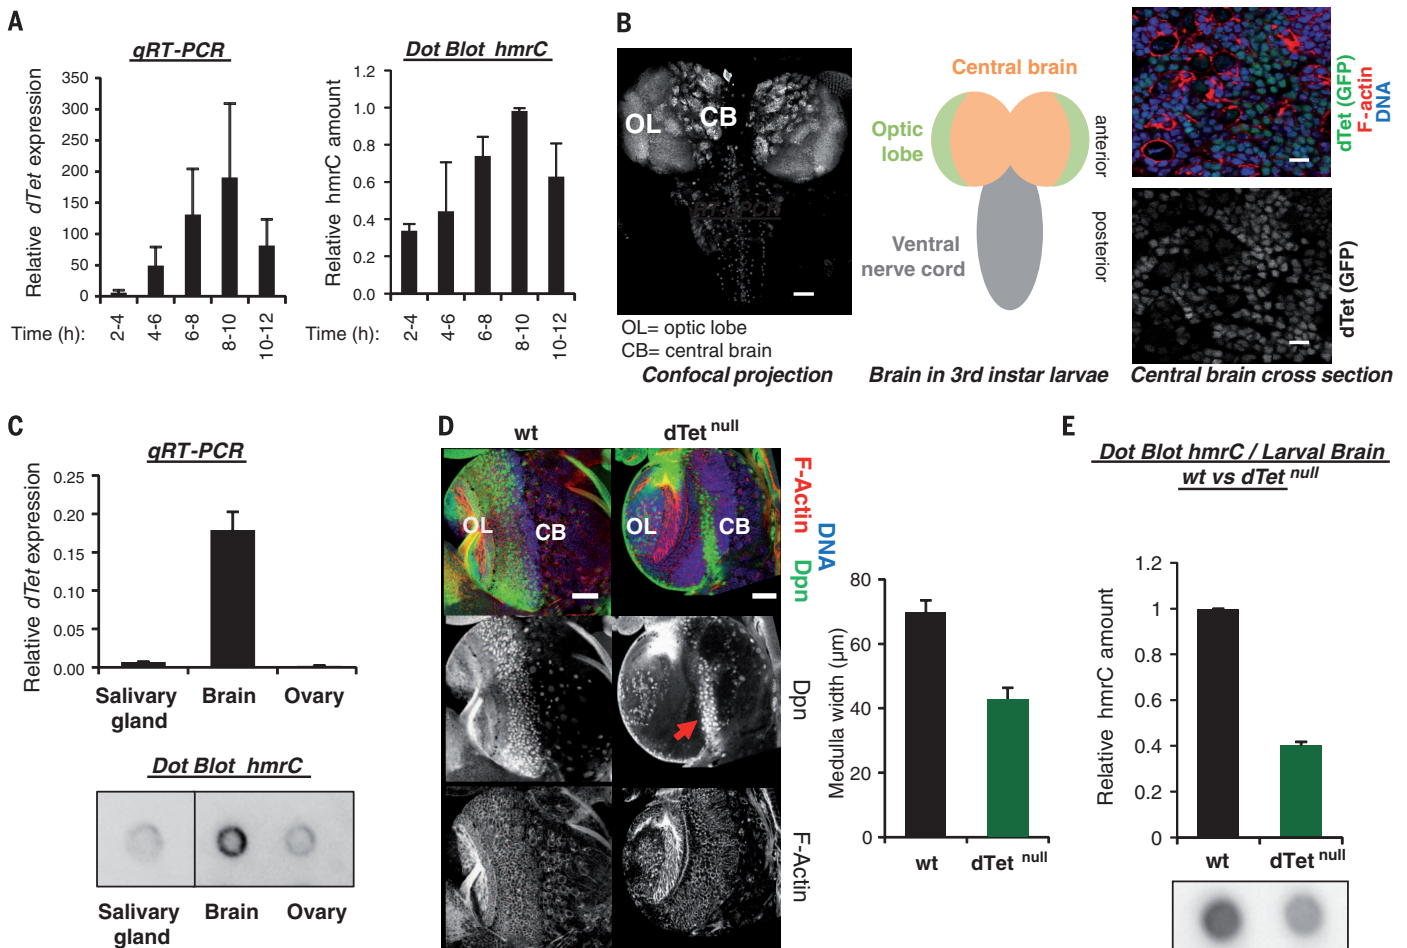 A
qRT-PCR
Relative dTet expression
350
300
250
200
150
100
50
0
Time (h):
2-4
4-6
6-8
8-10
10-12
Dot Blot hmrC
Relative hmrC amount
1.2
1.0
0.8
0.6
0.4
0.2
0.0
Time (h):
2-4
4-6
6-8
8-10
10-12
B
OL
CB
OL= optic lobe
CB= central brain
Confocal projection
Central brain
Optic
lobe
Ventral
nerve cord
anterior
posterior
Brain in 3rd instar larvae
dTet (GFP)
F-actin
DNA
dTet (GFP)
Central brain cross section
C
qRT-PCR
Relative dTet expression
0.25
0.20
0.15
0.10
0.05
0.00
Salivary
gland
Brain
Ovary
Dot Blot hmrC
Salivary
gland
Brain
Ovary
D
wt
dTet null
OL
CB
OL
CB
F-Actin
DNA
Dpn
Dpn
F-Actin
Medulla width (µm)
80
60
40
20
0
wt
dTet null
E
Dot Blot hmrC / Larval Brain
wt vs dTet null
Relative hmrC amount
1.2
1
0.8
0.6
0.4
0.2
0
wt
dTet null